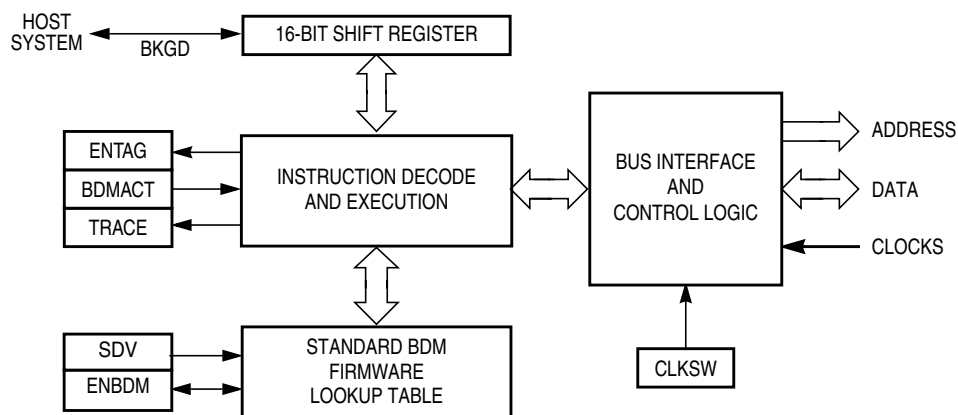 HOST
SYSTEM
BKGD
16-BIT SHIFT REGISTER
ENTAG
BDMACT
TRACE
INSTRUCTION DECODE
AND EXECUTION
BUS INTERFACE
AND
CONTROL LOGIC
ADDRESS
DATA
CLOCKS
SDV
ENBDM
STANDARD BDM
FIRMWARE
LOOKUP TABLE
CLKSW